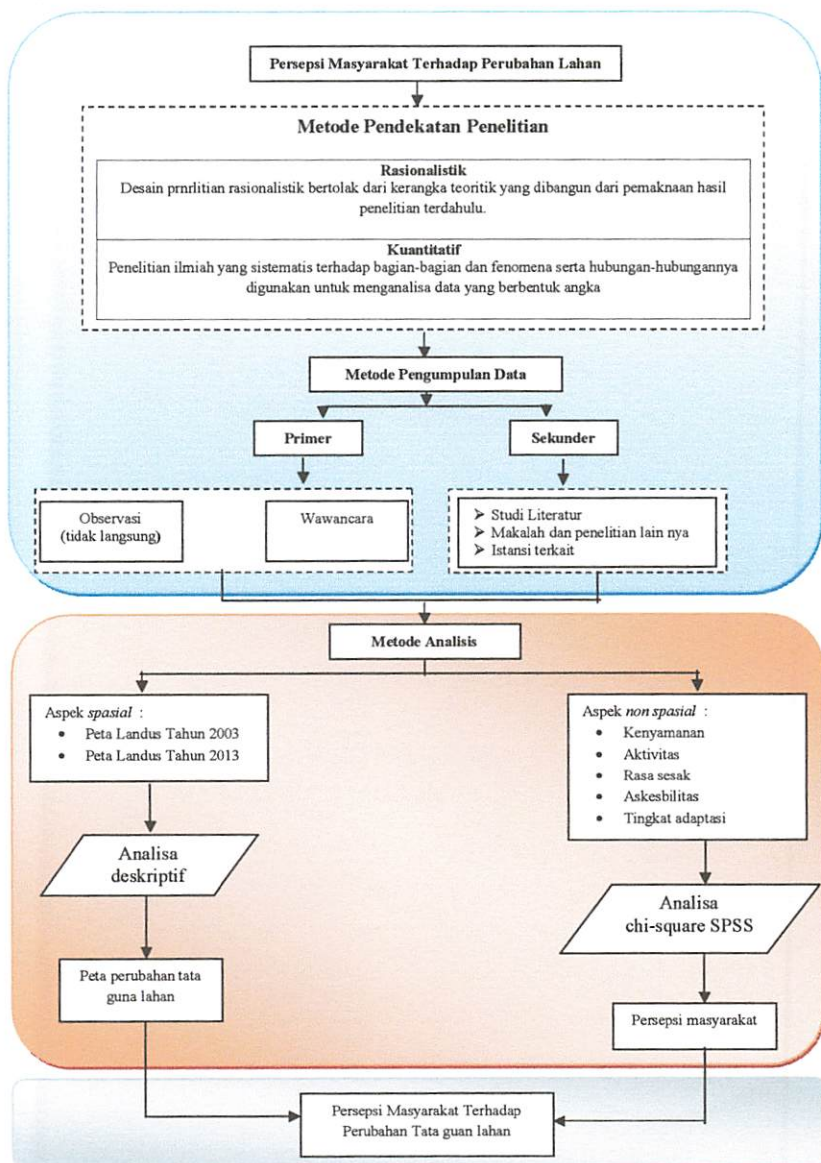 Persepsi Masyarakat Terhadap Perubahan Lahan
Metode Pendekatan Penelitian
Rasionalistik
Desain prnrlitian rasionalistik bertolak dari kerangka teoritik yang dibangun dari pemaknaan hasil
penelitian terdahulu.
Kuantitatif
Penelitian ilmiah yang sistematis terhadap bagian-bagian dan fenomena serta hubungan-hubungannya
digunakan untuk menganalisa data yang berbentuk angka
Metode Pengumpulan Data
Primer
Sekunder
Observasi
(tidak langsung)
Wawancara
➢ Studi Literatur
➢ Makalah dan penelitian lain nya
➢ Istansi terkait
Metode Analisis
Aspek spasial :
• Peta Landus Tahun 2003
• Peta Landus Tahun 2013
Aspek non spasial :
• Kenyamanan
• Aktivitas
• Rasa sesak
• Askesbilitas
• Tingkat adaptasi
Analisa
deskriptif
Analisa
chi-square SPSS
Peta perubahan tata
guna lahan
Persepsi masyarakat
Persepsi Masyarakat Terhadap
Perubahan Tata guan lahan